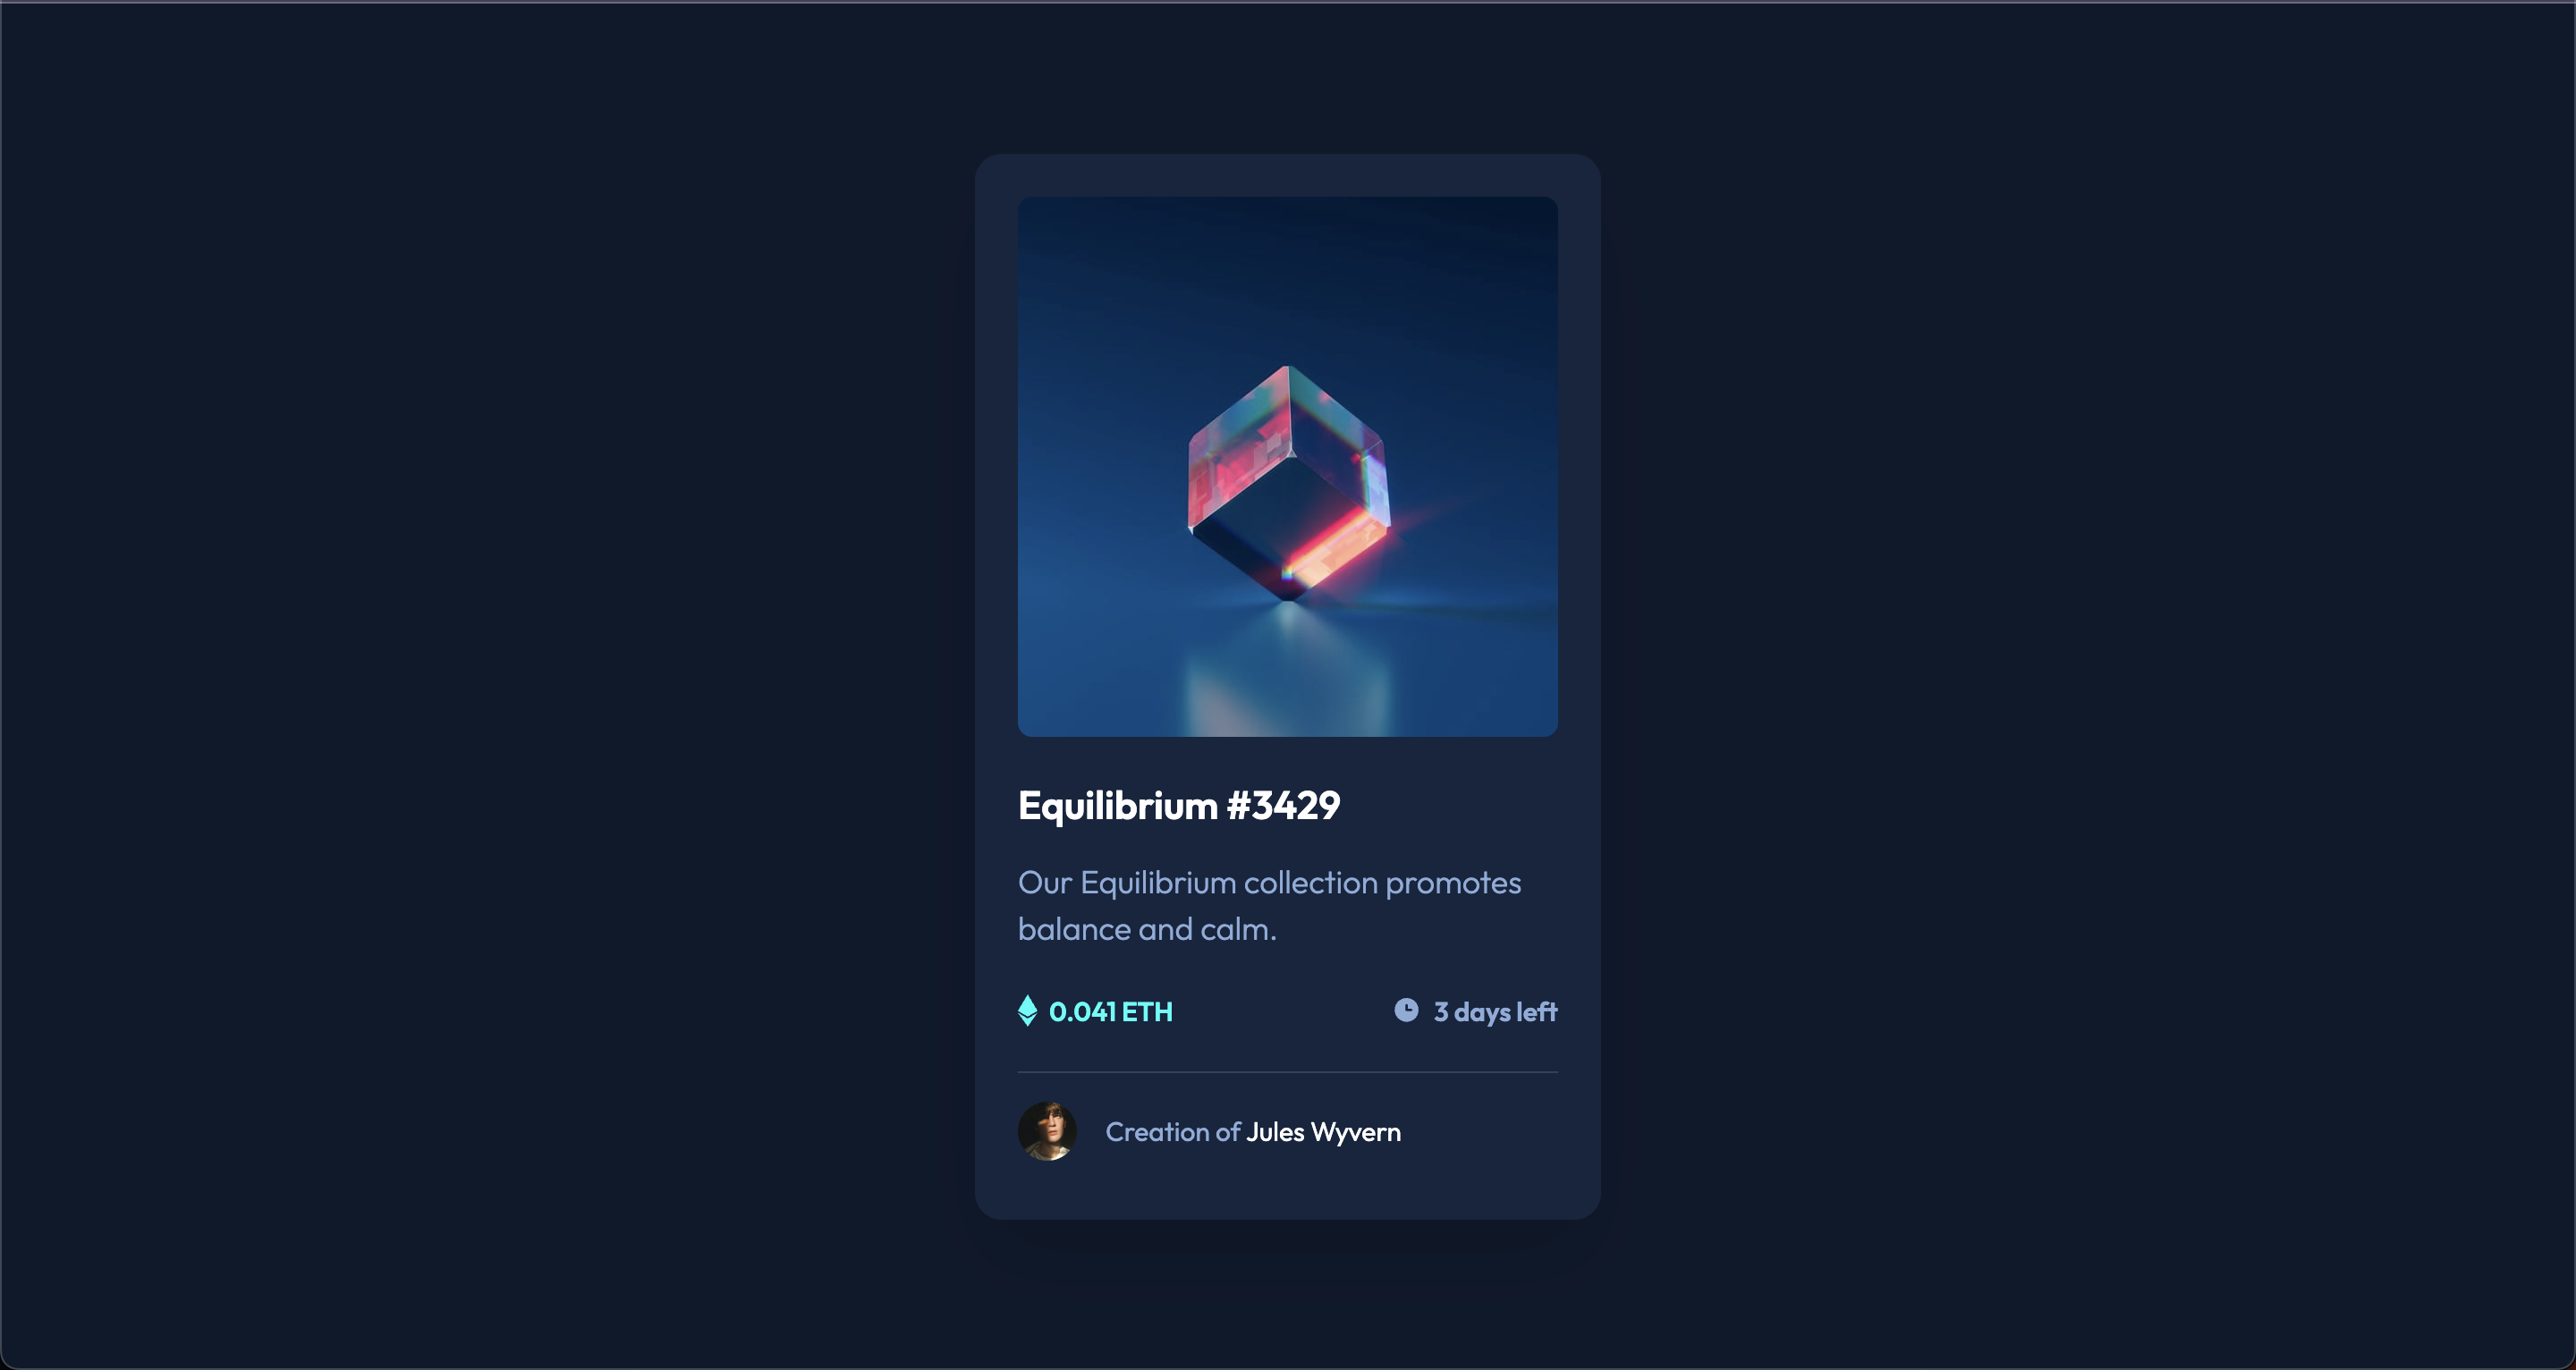 Equilibrium #3429
Our Equilibrium collection promotes
balance and calm.
0.041 ETH
3 days left
Creation of Jules Wyvern